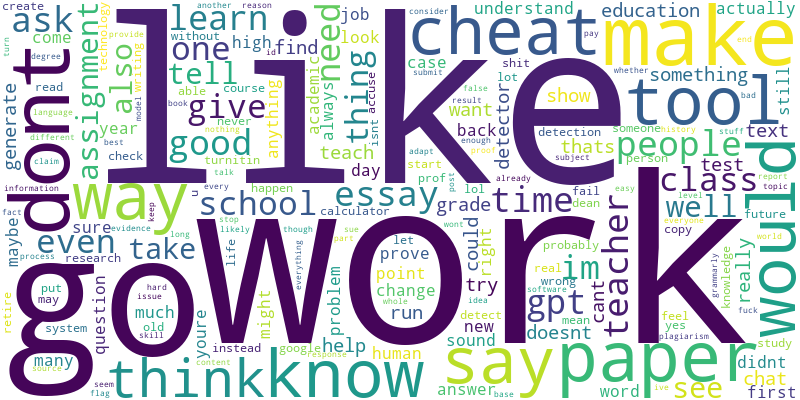 create
another
reason
consider
understand
education
actually
turn
ask
learn
job
pay
cheat
make
technology
provide
without
high
find
look
end
degree
come
assignment
also
one
need
academic
always
case
submit
id
whether
something
bad
still
dont
like
writing
tell
thing
shit
lot
tool
generate
read
able
course
book
model
give
anything
false
result
detector
show
language
year
never
isnt
accuse
want
back
detection
someone
history
stuff
text
different
nothing
good
teach
adapt
enough
thats
people
person
claim
best
check
turnitin
talk
day
start
proof
subject
class
test
information
way
u
every
happen
prof
post
lol
already
easy
report
topic
fact
keep
school
calculator
essay
grade
time
fail
dean
level
well
future
would
maybe
sure
evidence
stop
likely
though
sue
part
wont
everyone
copy
even
take
long
life
let
prove
could
right
try
probably
im
teacher
really
knowledge
world
process
research
go
work
everything
point
real
wrong
cant
grammarly
put
may
question
hard
issue
problem
change
whole
idea
software
gpt
feel
yes
plagiarism
retire
system
much
old
skill
youre
might
run
new
detect
mean
doesnt
fuck
study
many
instead
google
response
help
human
sound
say
paper
see
didnt
chat
source
seem
flag
think
content
know
answer
base
word
ive
first